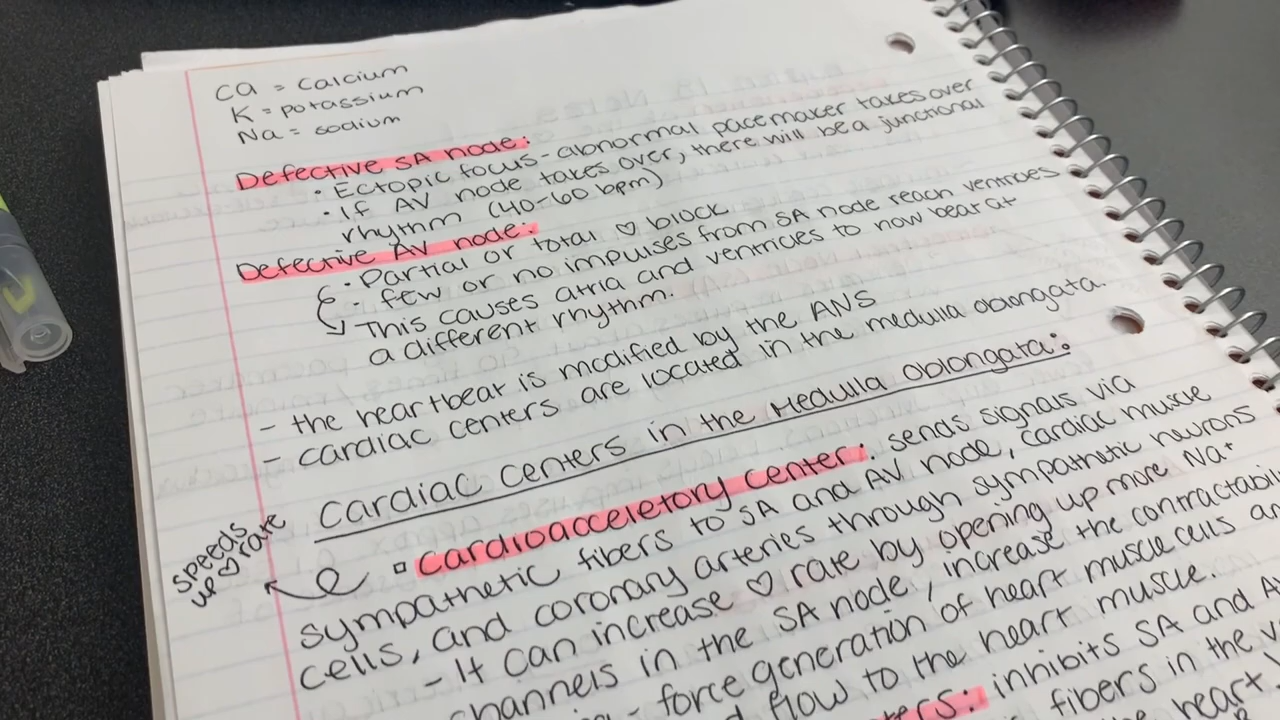 Ca = Calcium
K = potassium
Na = sodium
Defective SA node:
• Ectopic focus - abnormal pacemaker takes over
• If AV node takes over, there will be a junctional
rhythm (40-60 bpm)
Defective AV node:
• Partial or total ♡ block
• few or no impulses from SA node reach ventricles
This causes atria and ventricles to now bear at
a different rhythm.
- the heartbeat is modified by the ANS
- cardiac centers are located in the medulla oblongata.
Cardiac Centers in the Medulla Oblongata:
speeds
up ♡ rate
▫ Cardioacceletory Center: sends signals via
sympathetic fibers to SA and AV node, cardiac muscle
cells, and coronary arteries through sympathetic neurons
- It can increase ♡ rate by opening up more Na+
channels in the SA node, increase the
- force generation of heart muscle cells
flow to the heart muscle.
inhibits SA and
fibers in the
heart